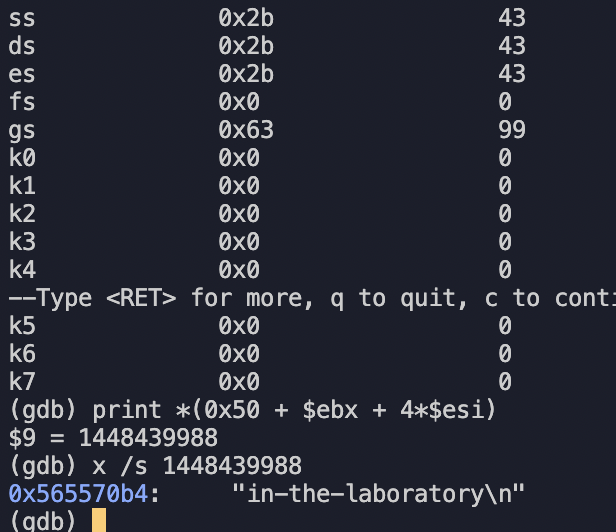 ss 0x2b 43
ds 0x2b 43
es 0x2b 43
fs 0x0 0
gs 0x63 99
k0 0x0 0
k1 0x0 0
k2 0x0 0
k3 0x0 0
k4 0x0 0
--Type <RET> for more, q to quit, c to conti
k5 0x0 0
k6 0x0 0
k7 0x0 0
(gdb) print *(0x50 + $ebx + 4*$esi)
$9 = 1448439988
(gdb) x /s 1448439988
0x565570b4: "in-the-laboratory\n"
(gdb)